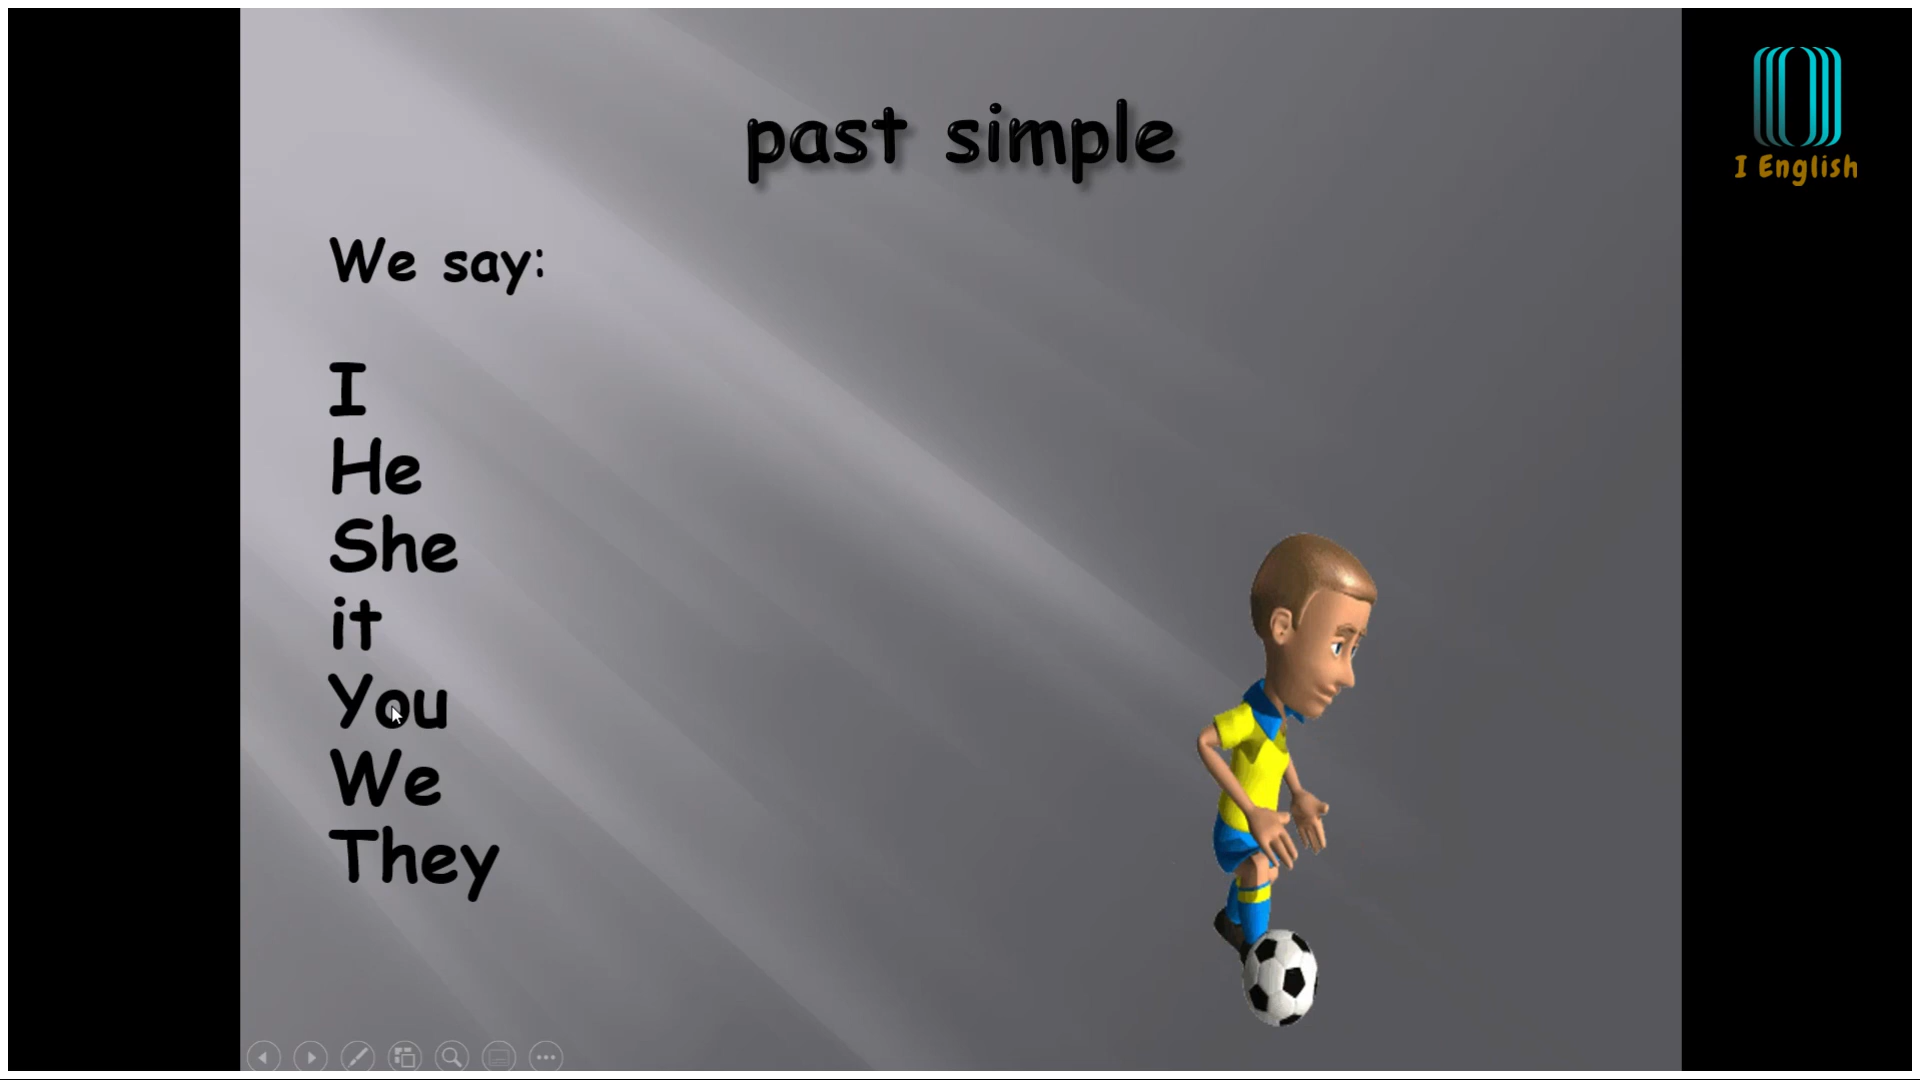 past simple
I English
We say:
I
He
She
it
You
We
They